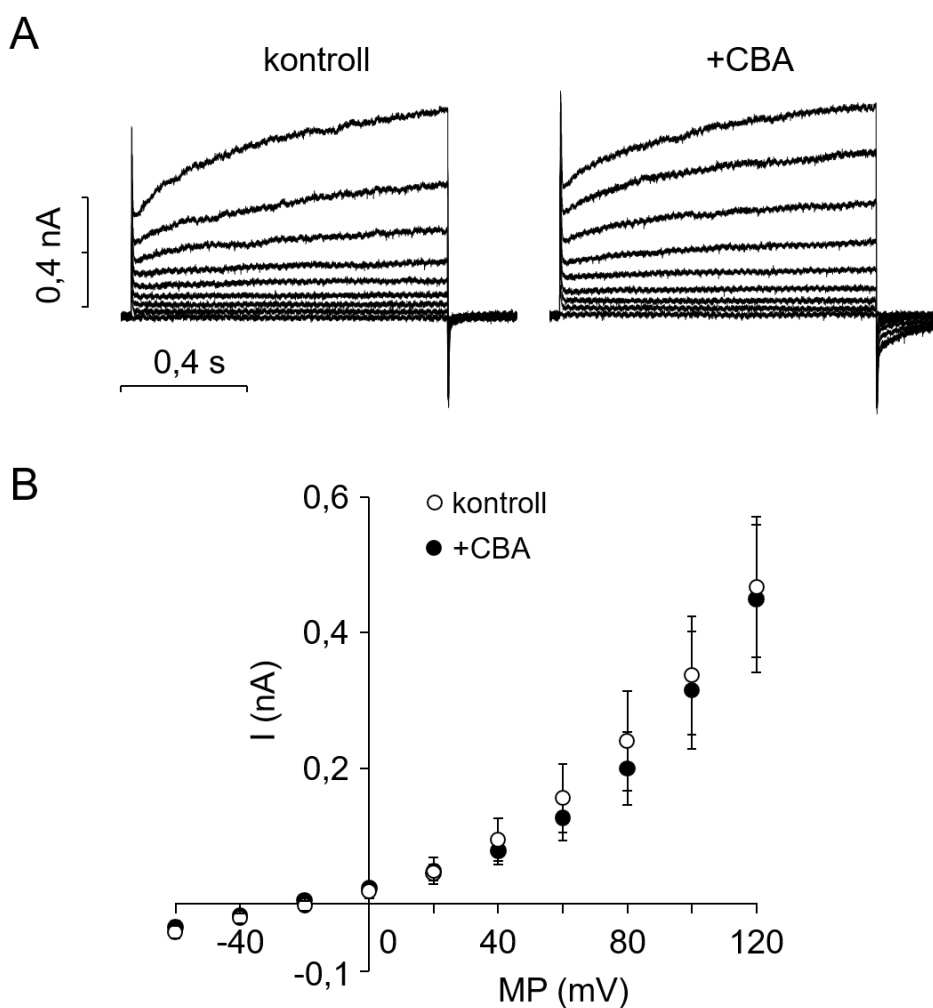 A
kontroll
+CBA
0,4 nA
0,4 s
B
0,6
kontroll
+CBA
0,4
I (nA)
0,2
-40
0
40
80
120
-0,1
MP (mV)